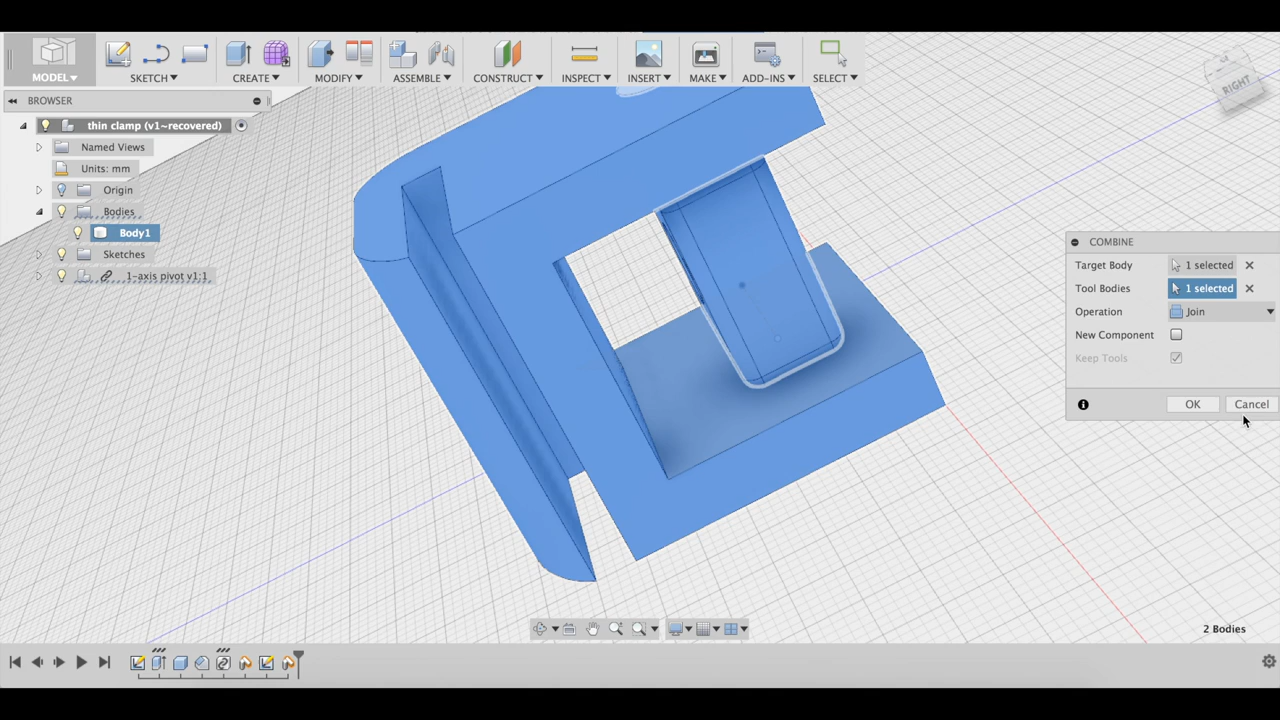 MODEL▾
SKETCH▾
CREATE▾
MODIFY▾
ASSEMBLE▾
CONSTRUCT▾
INSPECT▾
INSERT▾
MAKE▾
ADD-INS▾
SELECT▾
BROWSER
thin clamp (v1~recovered)
Named Views
Units: mm
Origin
Bodies
Body1
Sketches
1-axis pivot v1:1
RIGHT
COMBINE
Target Body 1 selected
Tool Bodies 1 selected
Operation Join
New Component
Keep Tools
OK Cancel
2 Bodies